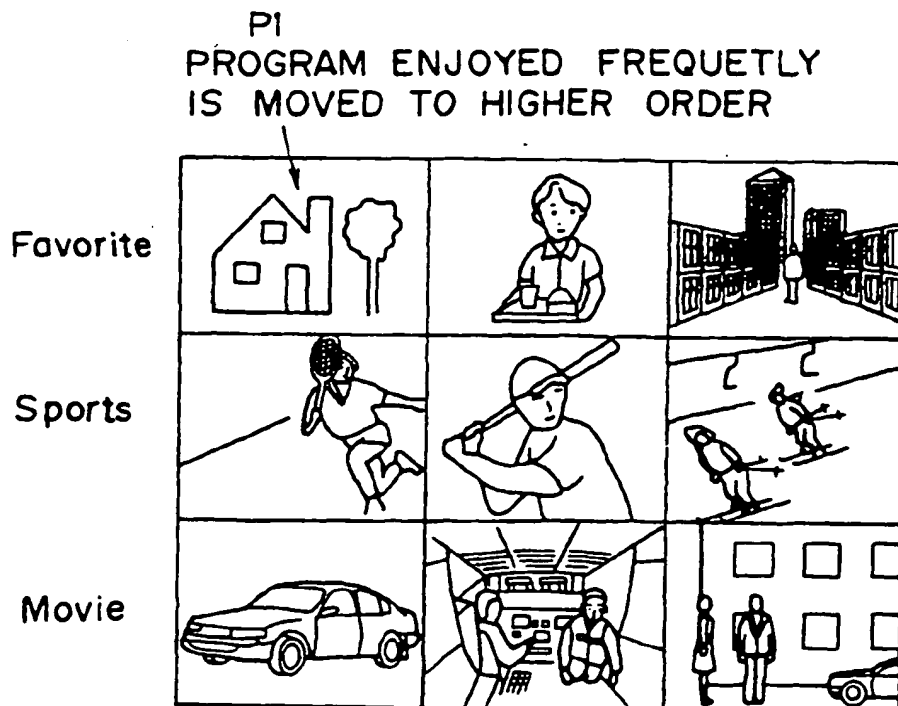 P1
PROGRAM ENJOYED FREQUETLY
IS MOVED TO HIGHER ORDER
Favorite
Sports
Movie